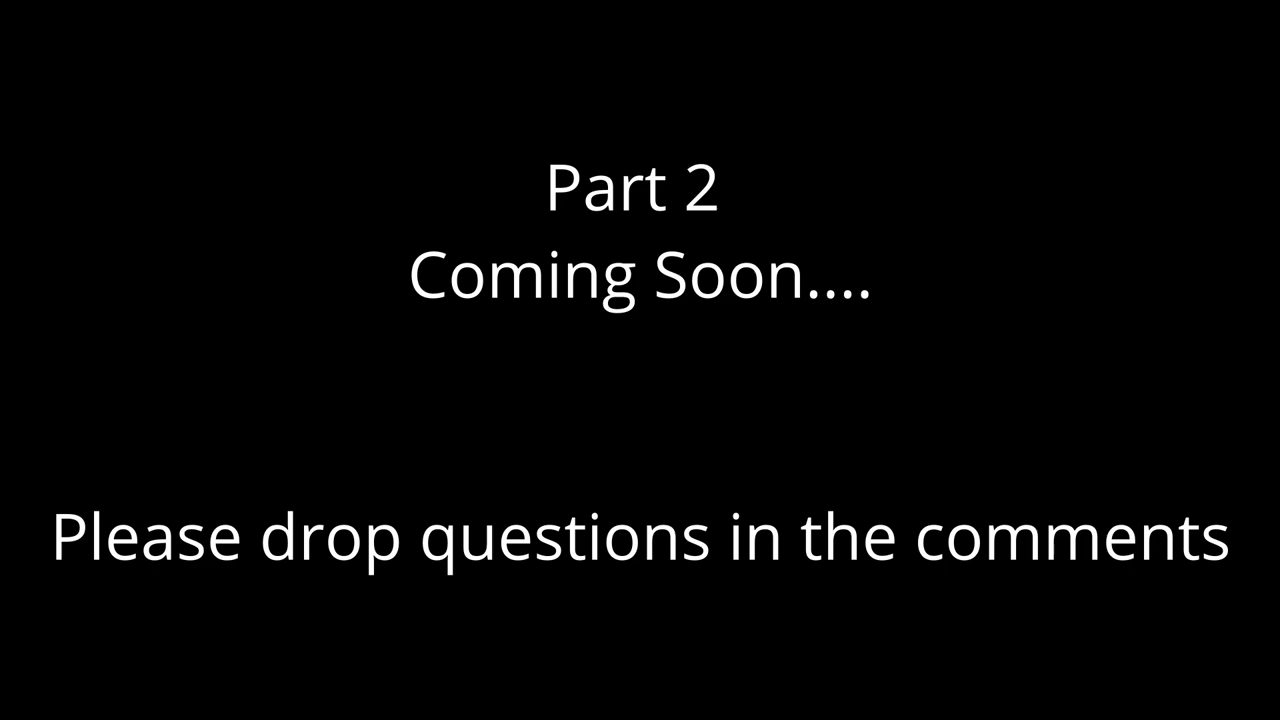 Part 2
Coming Soon....
Please drop questions in the comments